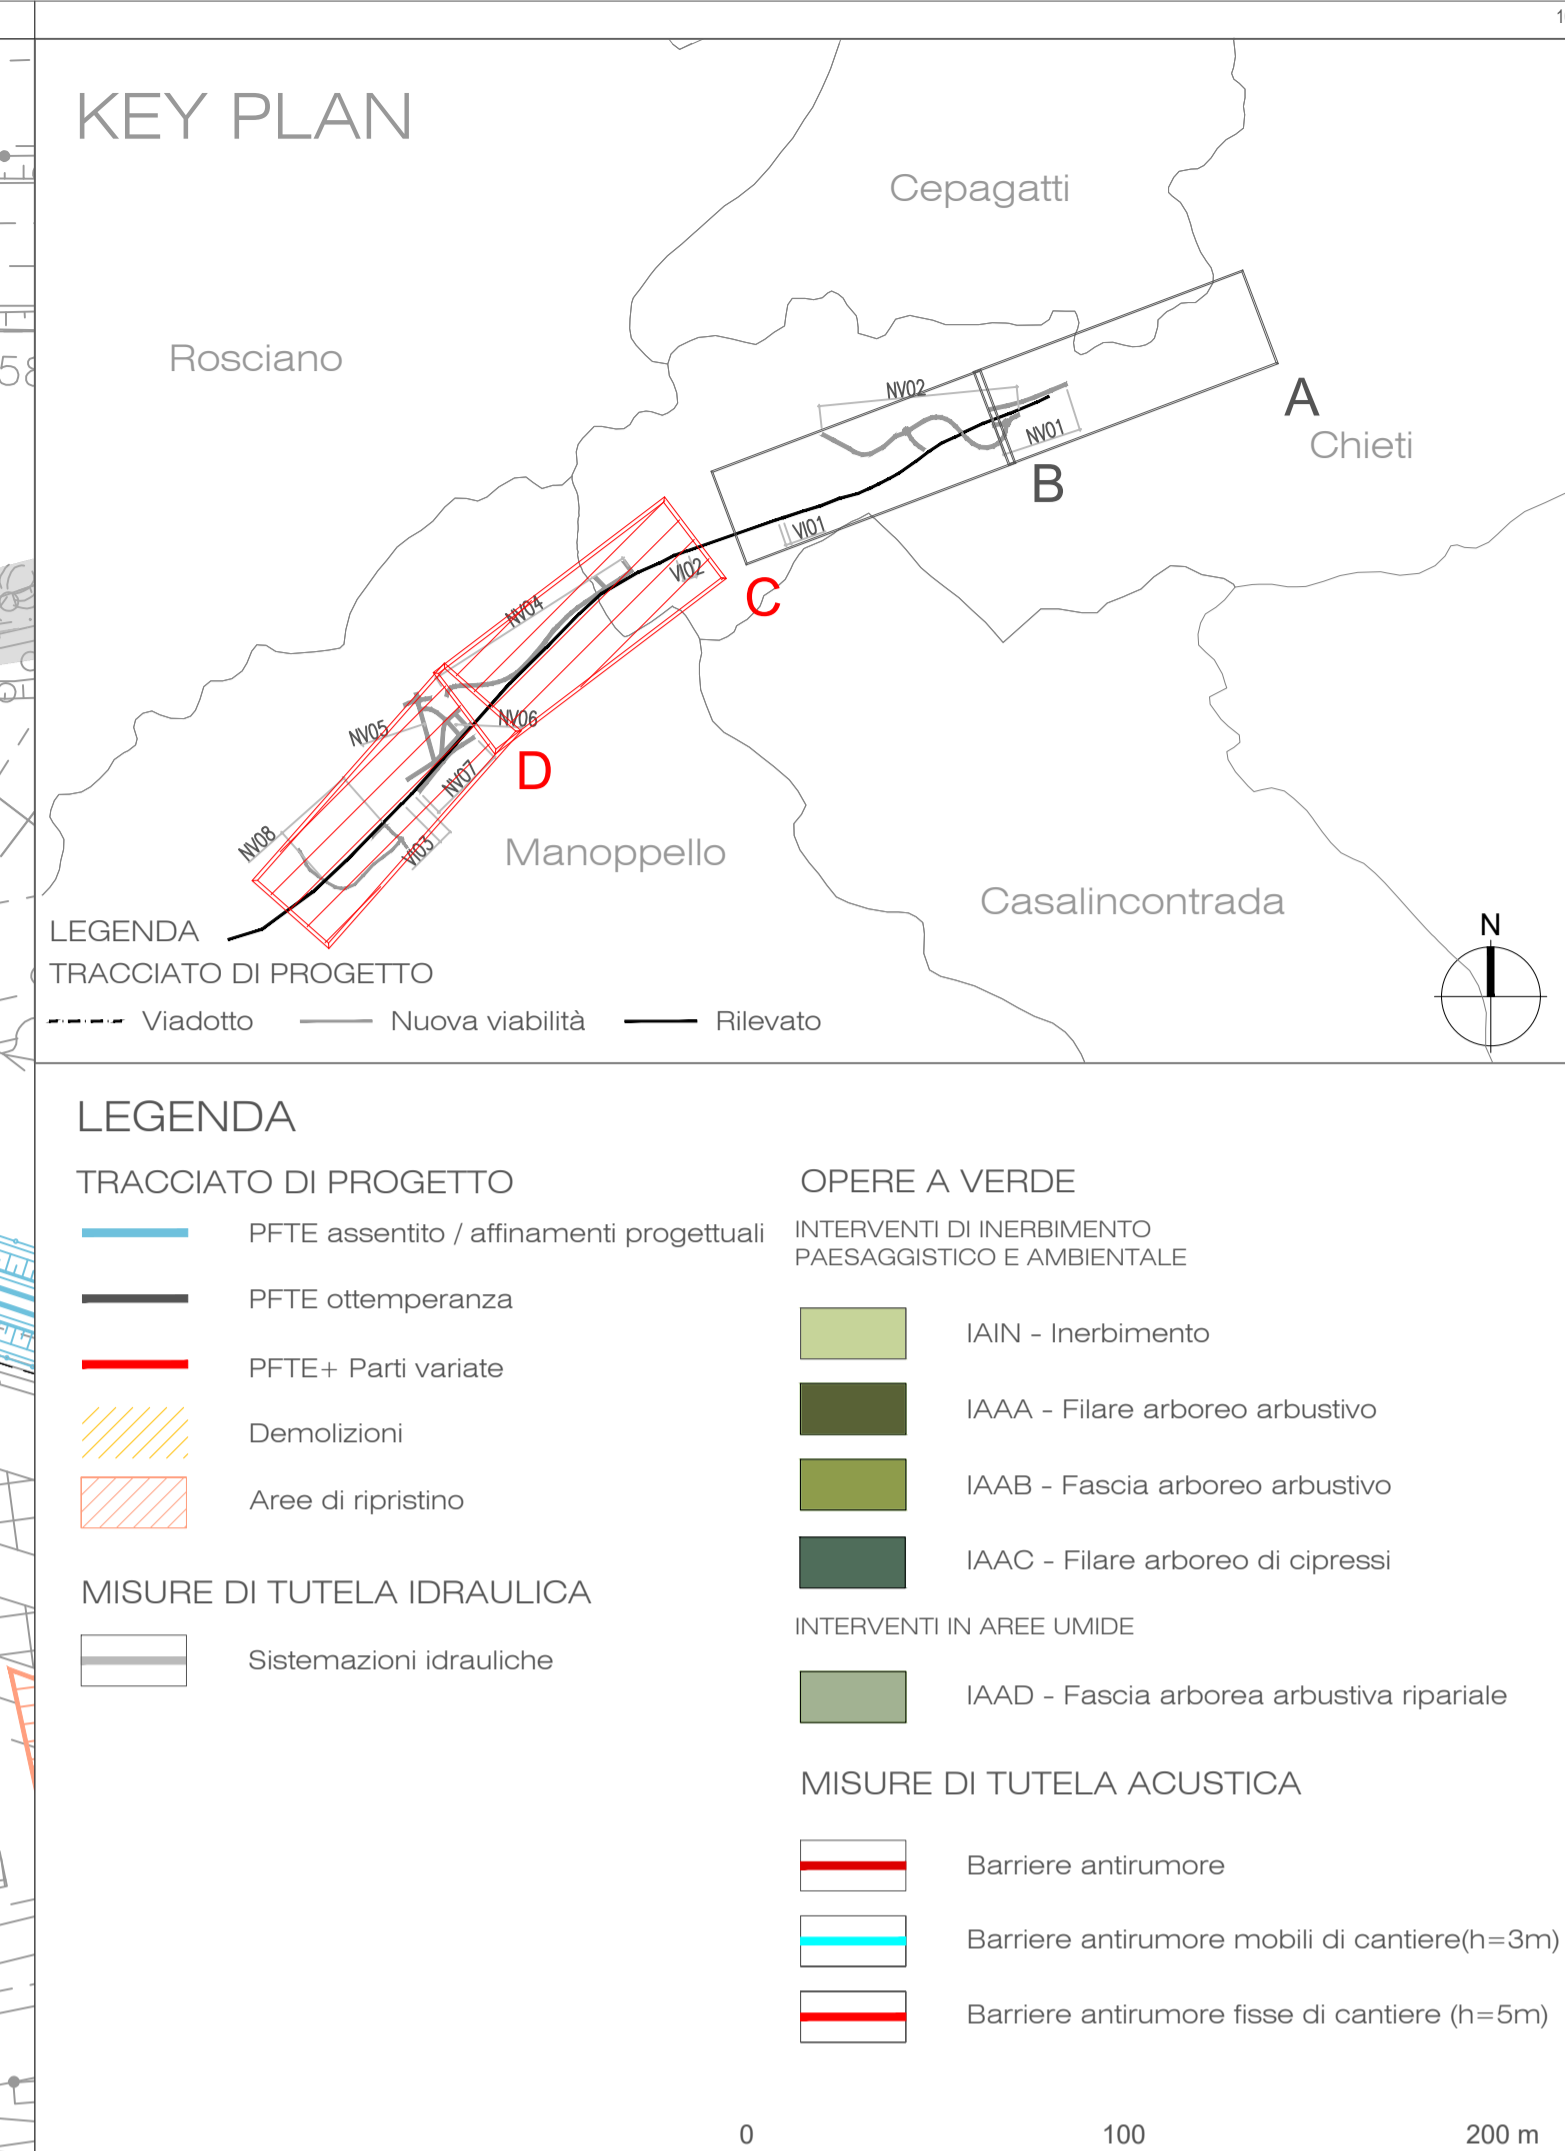 KEY PLAN
Cepagatti
Rosciano
NV02
A
NV01
Chieti
B
VI01
VI02
C
NV04
NV06
NV05
D
NV07
NV08
VI03
Manoppello
Casalincontrada
N
LEGENDA
TRACCIATO DI PROGETTO
Viadotto Nuova viabilità Rilevato
LEGENDA
TRACCIATO DI PROGETTO
PFTE assentito / affinamenti progettuali
PFTE ottemperanza
PFTE+ Parti variate
Demolizioni
Aree di ripristino
MISURE DI TUTELA IDRAULICA
Sistemazioni idrauliche
OPERE A VERDE
INTERVENTI DI INERBIMENTO
PAESAGGISTICO E AMBIENTALE
IAIN - Inerbimento
IAAA - Filare arboreo arbustivo
IAAB - Fascia arboreo arbustivo
IAAC - Filare arboreo di cipressi
INTERVENTI IN AREE UMIDE
IAAD - Fascia arborea arbustiva ripariale
MISURE DI TUTELA ACUSTICA
Barriere antirumore
Barriere antirumore mobili di cantiere(h=3m)
Barriere antirumore fisse di cantiere (h=5m)
0 100 200 m